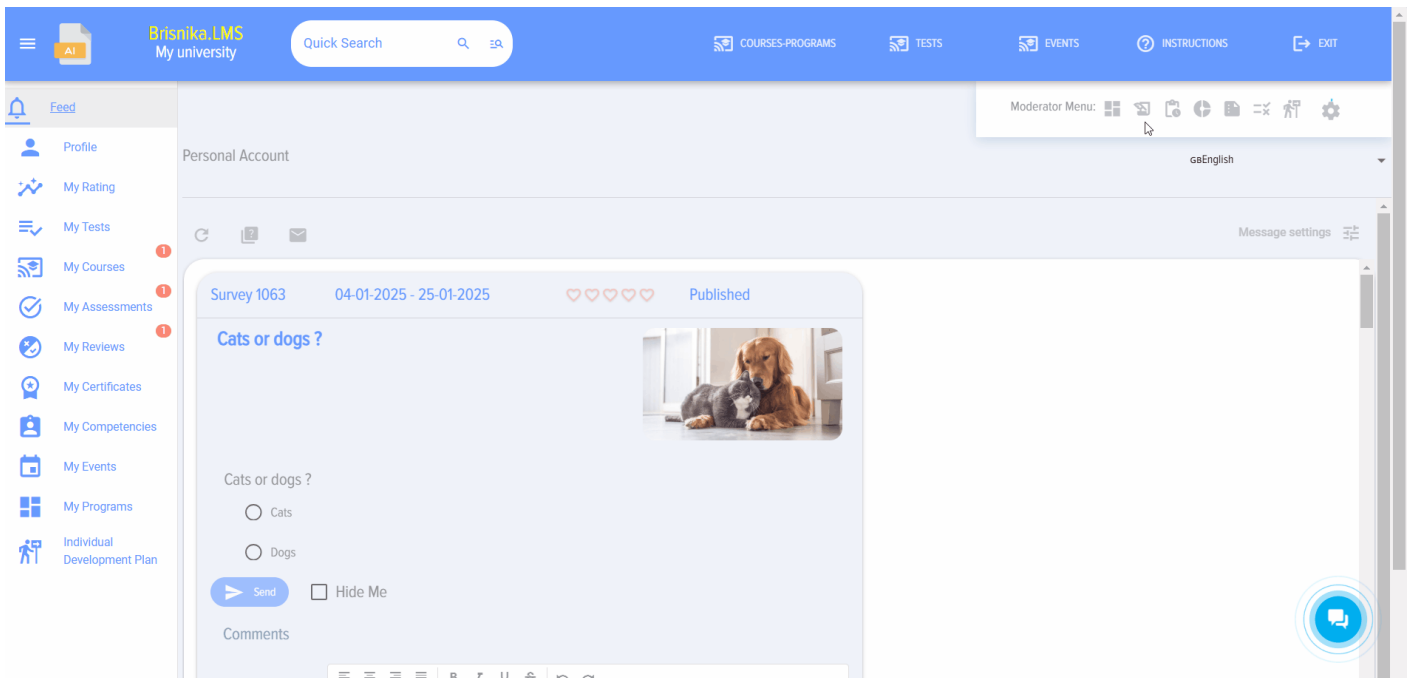 Brisnika.LMS
My university
AI
Quick Search
COURSES-PROGRAMS
TESTS
EVENTS
INSTRUCTIONS
EXIT
Moderator Menu:
Feed
Profile
My Rating
My Tests
1
My Courses
1
My Assessments
1
My Reviews
My Certificates
My Competencies
My Events
My Programs
Individual
Development Plan
Personal Account
GBEnglish
Message settings
Survey 1063
04-01-2025 - 25-01-2025
Published
Cats or dogs ?
Cats or dogs ?
Cats
Dogs
Send
Hide Me
Comments